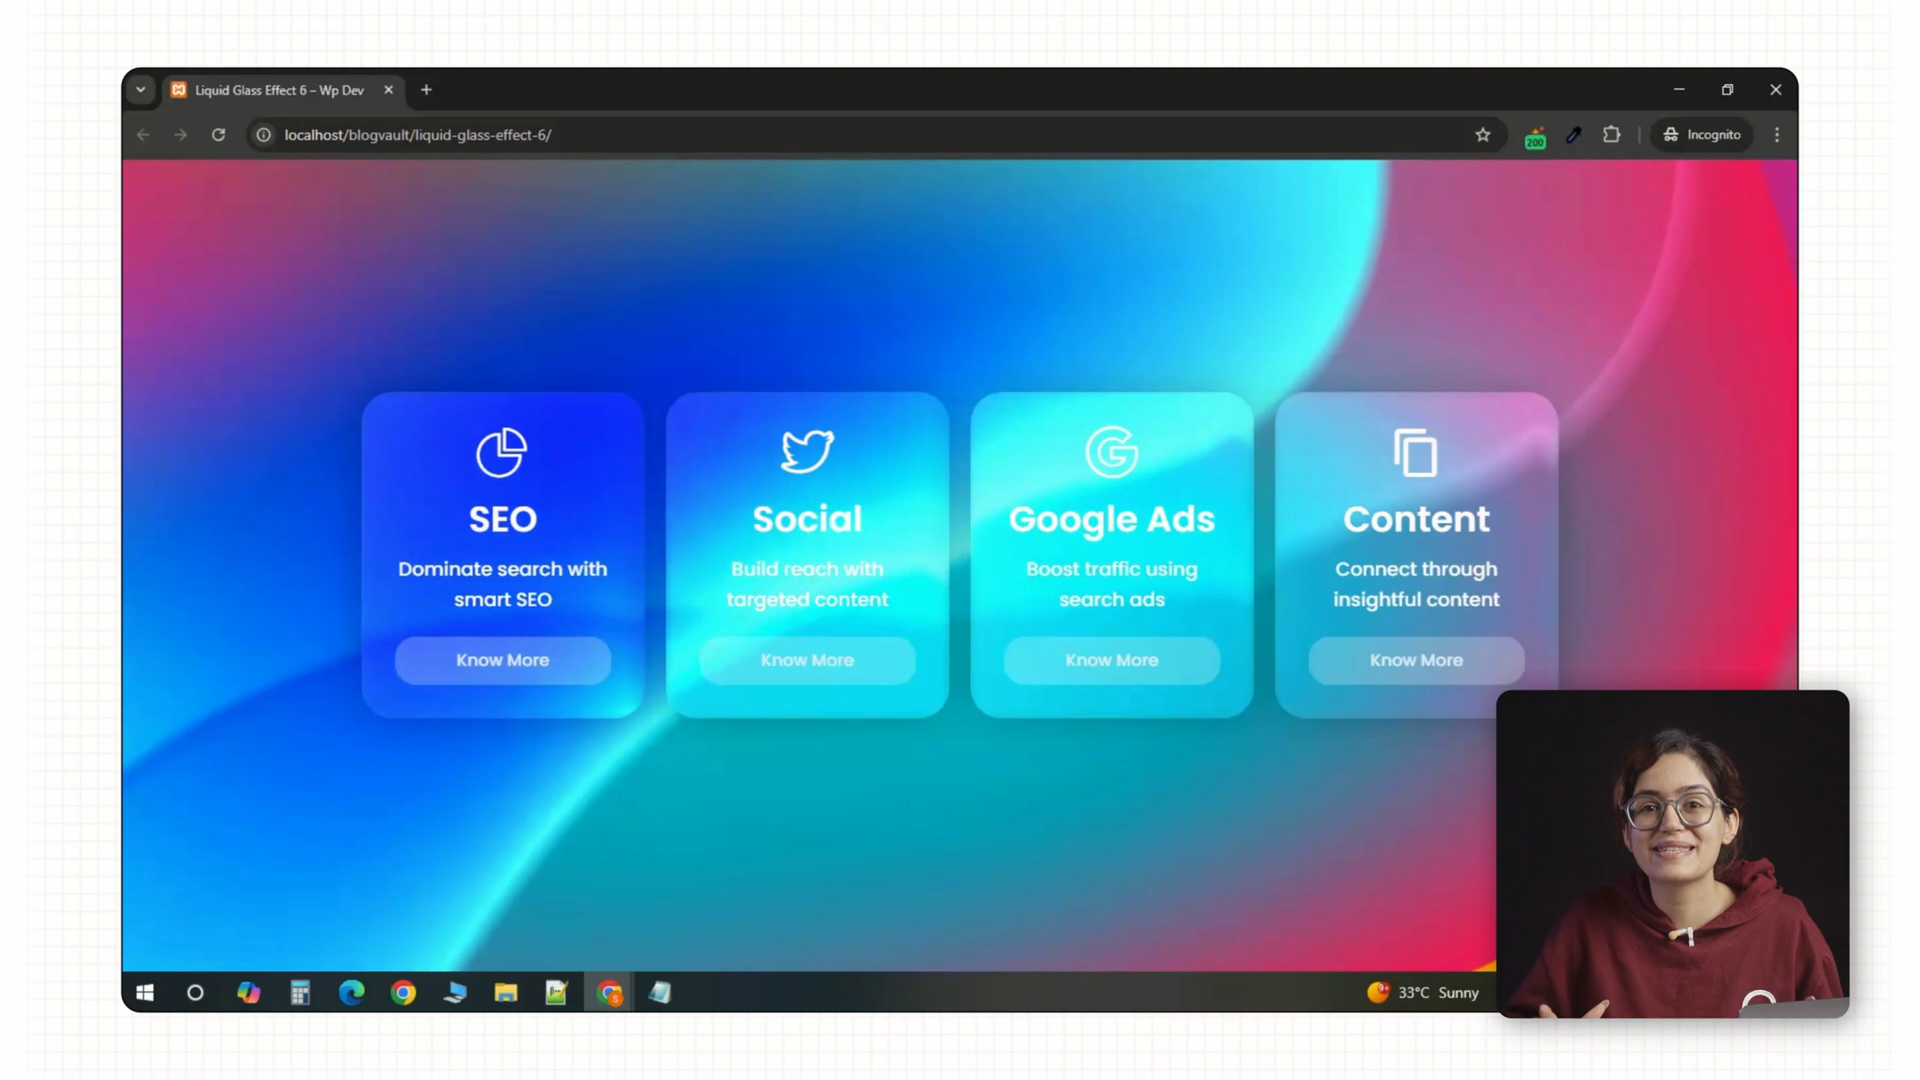 Liquid Glass Effect 6 – Wp Dev
localhost/blogvault/liquid-glass-effect-6/
200
Incognito
SEO
Dominate search with
smart SEO
Know More
Social
Build reach with
targeted content
Know More
Google Ads
Boost traffic using
search ads
Know More
Content
Connect through
insightful content
Know More
33°C Sunny